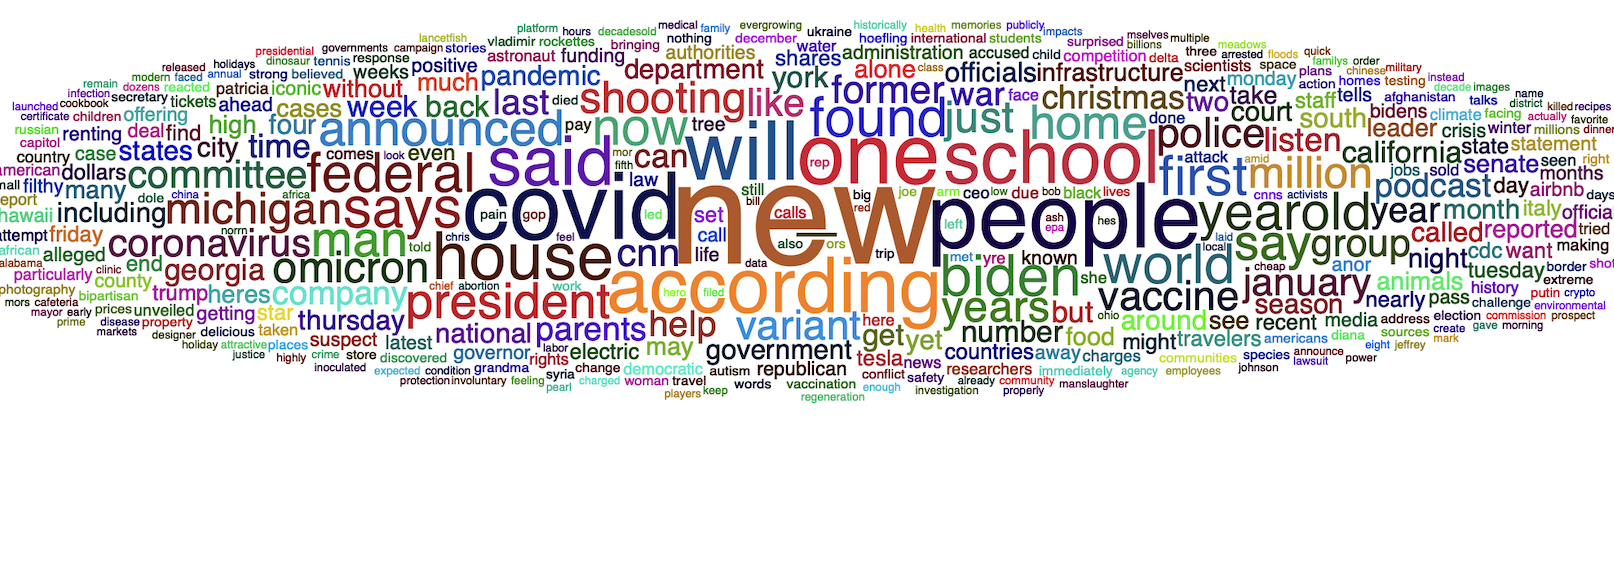 platform hours decadesold medical family evergrowing ukraine historically health memories publicly
lancetfish vladimir rockettes bringing nothing december water hoefling international students impacts mselves multiple
presidential governments campaign stories astronaut funding authorities shares administration accused child surprised billions meadows
released holidays dinosaur tennis response positive department york alone class officials infrastructure competition delta three arrested floods quick familys order
modern faced annual strong believed weeks much pandemic former war face christmas scientists space plans chinese military
remain dozens reacted patricia iconic without shooting like found next monday action homes testing instead
infection secretary tickets ahead cases week back last died two take staff tells afghanistan decade images
launched cookbook offering announced pay now tree just home done court south bidens talks name district killed recipes
certificate children high four police leader climate facing actually favorite
russian renting deal find time said mor can will one school listen crisis winter millions dinner
capitol case states city comes look even fifth rep attack amid california state statement
country dollars committee federal law first million senate seen right
american filthy many dole china africa still bill big joe arm ceo low due bob black lives cnns activists jobs sold months
podcast day airbnb days
hawaii including michigan says covid pain gop led set calls new red left people ash epa hes yearold year month italy
friday norrn man chris feel call also ors laid say group called reported tried
african coronavirus told house cnn life data trip met yre known local night cdc want making
alabama alleged end georgia omicron according biden she world cheap anor tuesday border
particularly clinic county chief abortion work hero filed january animals history extreme
photography bipartisan trump heres company president years but vaccine season nearly pass challenge putin crypto
mors cafeteria prices unveiled getting star thursday parents help variant here ohio around see recent media address election environmental
mayor early disease property suspect national get yet number food might travelers americans diana commission prospect
prime markets designer delicious taken latest labor electric may government tesla news countries away charges sources create gave morning
holiday attractive places governor rights republican researchers communities species announce eight jeffrey mark
justice highly crime store discovered grandma change democratic autism conflict safety immediately agency employees johnson lawsuit power
inoculated expected condition syria charged woman travel words vaccination enough already community manslaughter
protection involuntary feeling pearl players keep regeneration investigation properly